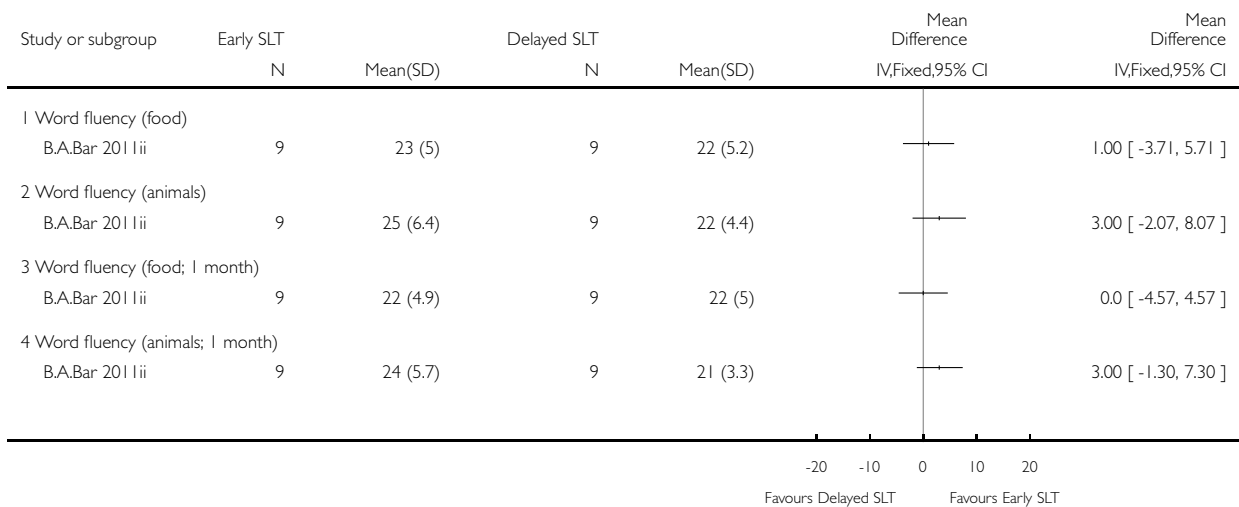 Mean Mean
Study or subgroup Early SLT Delayed SLT Difference Difference
N Mean(SD) N Mean(SD) IV,Fixed,95% CI IV,Fixed,95% CI
1 Word fluency (food)
B.A.Bar 2011ii 9 23 (5) 9 22 (5.2) 1.00 [ -3.71, 5.71 ]
2 Word fluency (animals)
B.A.Bar 2011ii 9 25 (6.4) 9 22 (4.4) 3.00 [ -2.07, 8.07 ]
3 Word fluency (food; 1 month)
B.A.Bar 2011ii 9 22 (4.9) 9 22 (5) 0.0 [ -4.57, 4.57 ]
4 Word fluency (animals; 1 month)
B.A.Bar 2011ii 9 24 (5.7) 9 21 (3.3) 3.00 [ -1.30, 7.30 ]
-20 -10 0 10 20
Favours Delayed SLT Favours Early SLT